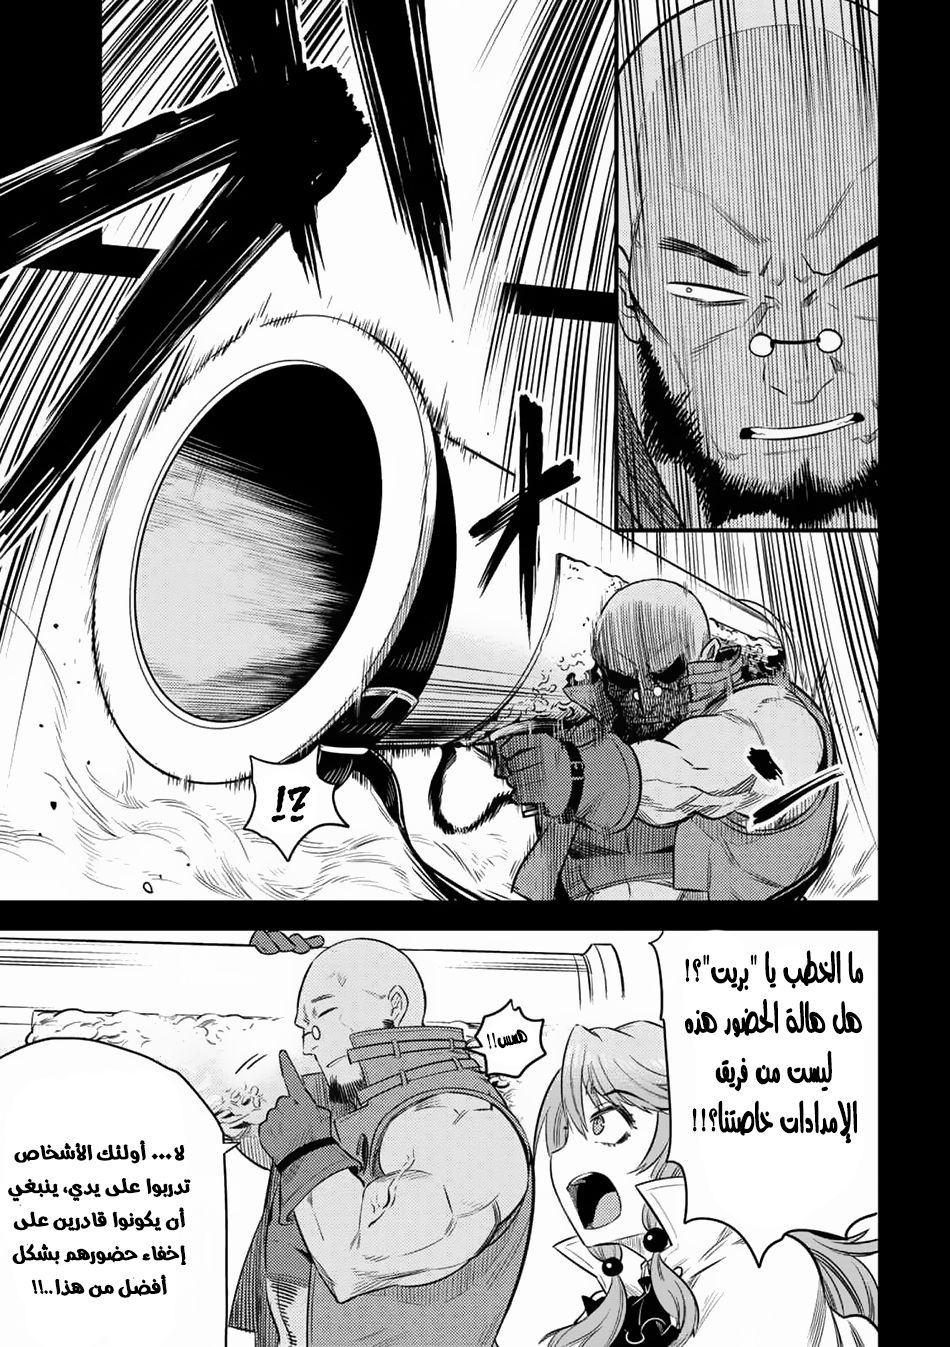 !?
ما الخطب يا "بريت"؟!
هل هالة الحضور هذه
ليست من فريق
الإمدادات خاصتنا؟!!
هسس!!
لا... أولئك الأشخاص
تدربوا على يدي، ينبغي
أن يكونوا قادرين على
إخفاء حضورهم بشكل
أفضل من هذا..!!